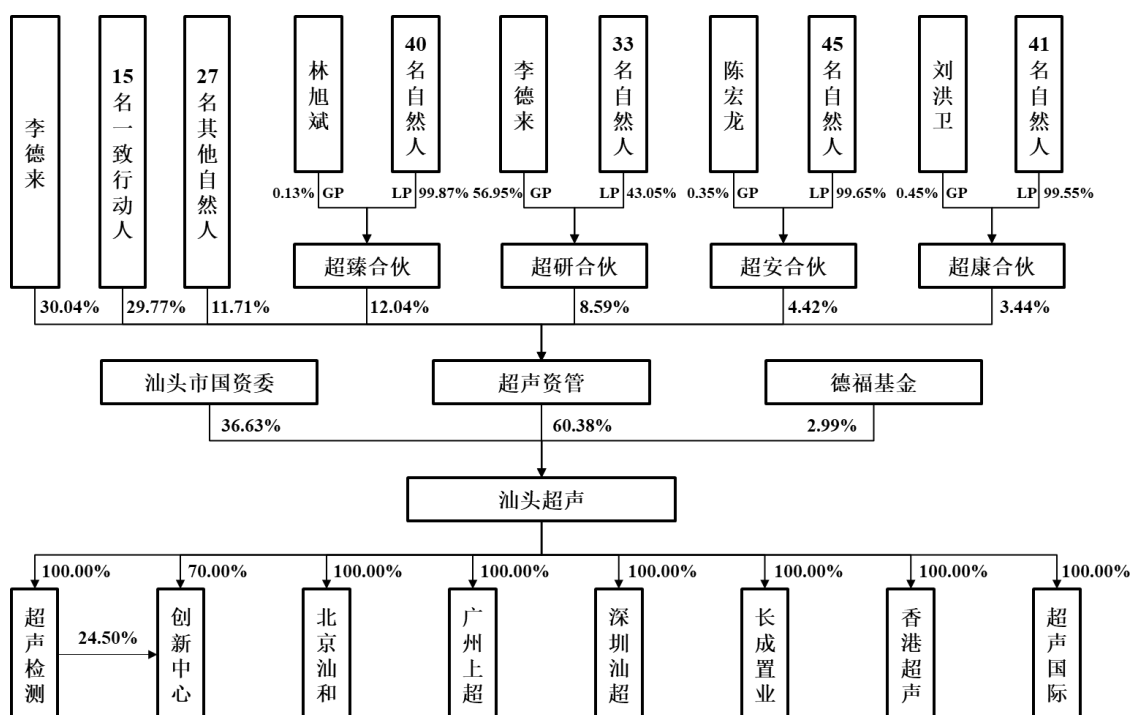 李德来
15名一致行动人
27名其他自然人
林旭斌
40名自然人
李德来
33名自然人
陈宏龙
45名自然人
刘洪卫
41名自然人
0.13% GP
LP 99.87%
56.95% GP
LP 43.05%
0.35% GP
LP 99.65%
0.45% GP
LP 99.55%
超臻合伙
超研合伙
超安合伙
超康合伙
30.04%
29.77%
11.71%
12.04%
8.59%
4.42%
3.44%
汕头市国资委
超声资管
德福基金
36.63%
60.38%
2.99%
汕头超声
100.00%
70.00%
100.00%
100.00%
100.00%
100.00%
100.00%
100.00%
超声检测
24.50%
创新中心
北京汕和
广州上超
深圳汕超
长成置业
香港超声
超声国际